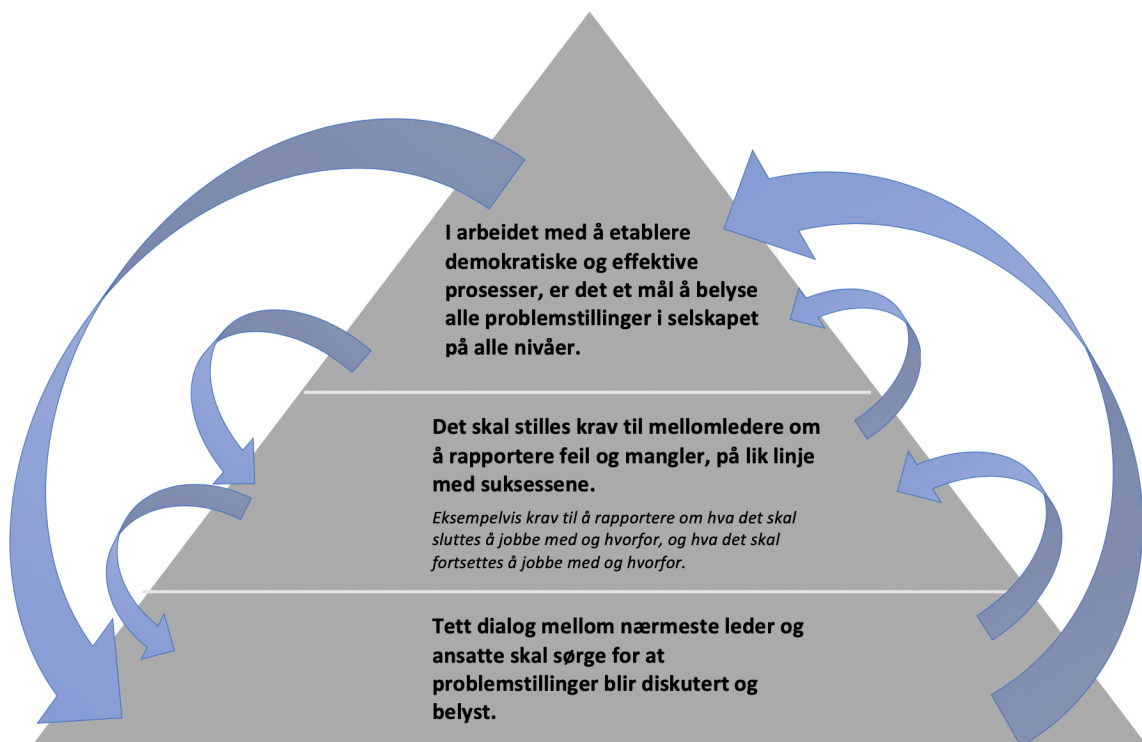 I arbeidet med å etablere
demokratiske og effektive
prosesser, er det et mål å belyse
alle problemstillinger i selskapet
på alle nivåer.
Det skal stilles krav til mellomledere om
å rapportere feil og mangler, på lik linje
med suksessene.
Eksempelvis krav til å rapportere om hva det skal
sluttes å jobbe med og hvorfor, og hva det skal
fortsettes å jobbe med og hvorfor.
Tett dialog mellom nærmeste leder og
ansatte skal sørge for at
problemstillinger blir diskutert og
belyst.